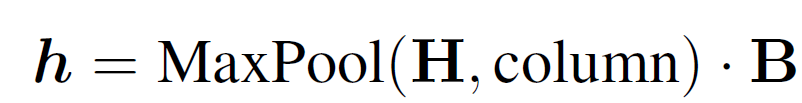 h = MaxPool(H, column) · B